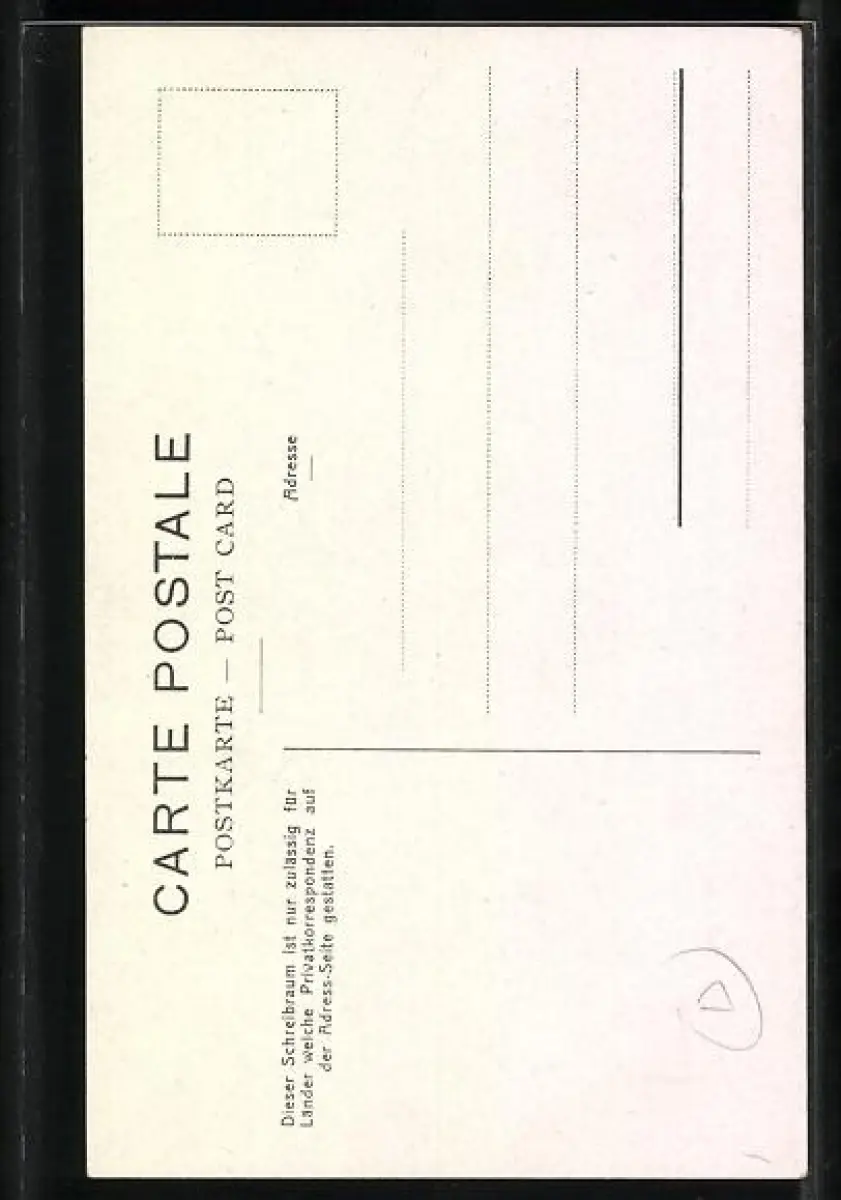 CARTE POSTALE
POSTKARTE — POST CARD
Dieser Schreibraum ist nur zulässig für
Länder welche Privatkorrespondenz auf
der Adress-Seite gestatten.
Adresse
D